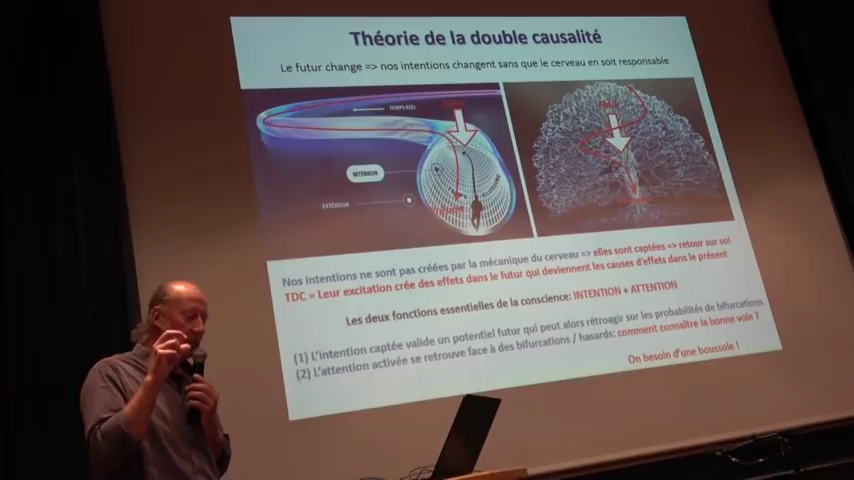 Théorie de la double causalité
Le futur change => nos intentions changent sans que le cerveau en soit responsable
TEMPS RÉEL
INTÉRIEUR
EXTÉRIEUR
ILLUSOIRE
Nos intentions ne sont pas créées par la mécanique du cerveau => elles sont captées => retour sur soi
TDC = Leur excitation crée des effets dans le futur qui deviennent les causes d'effets dans le présent
Les deux fonctions essentielles de la conscience: INTENTION + ATTENTION
(1) L'intention captée valide un potentiel futur qui peut alors rétroagir sur les probabilités de bifurcations
(2) L'attention activée se retrouve face à des bifurcations / hasards: comment connaître la bonne voie ?
On besoin d'une boussole !